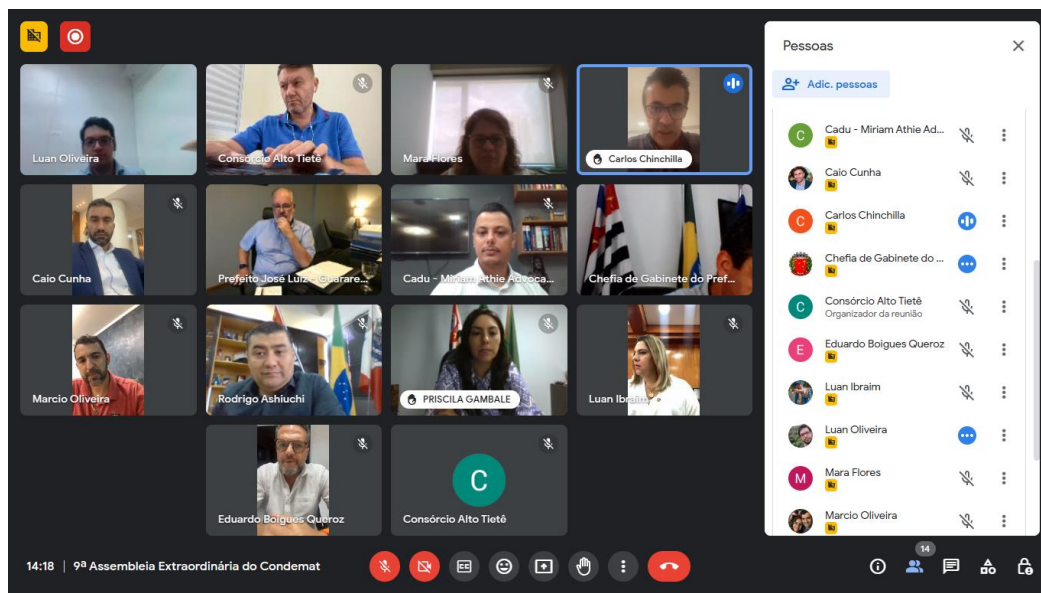 Luan Oliveira
Consórcio Alto Tietê
Mara Flores
Carlos Chinchilla
Caio Cunha
Prefeito José Luiz - Guarare...
Cadu - Miriam Athie Advoca...
Chefia de Gabinete do Pref...
Marcio Oliveira
Rodrigo Ashiuchi
PRISCILA GAMBALE
Luan Ibraim
Eduardo Boigues Queroz
C
Consórcio Alto Tietê
14:18 | 9ª Assembleia Extraordinária do Condemat
CC
Pessoas
Adic. pessoas
C
Cadu - Miriam Athie Ad...
Caio Cunha
C
Carlos Chinchilla
Chefia de Gabinete do ...
C
Consórcio Alto Tietê
Organizador da reunião
E
Eduardo Boigues Queroz
Luan Ibraim
Luan Oliveira
M
Mara Flores
Marcio Oliveira
14